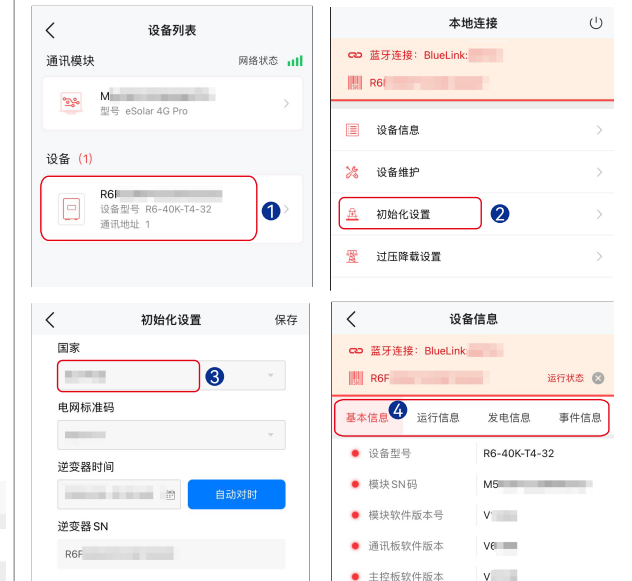 设备列表
通讯模块
网络状态
M
型号 eSolar 4G Pro
设备（1）
R6F
设备型号 R6-40K-T4-32
通讯地址 1
1
本地连接
蓝牙连接：BlueLink:
R6
设备信息
设备维护
初始化设置
2
过压降载设置
初始化设置
保存
国家
3
电网标准码
逆变器时间
自动对时
逆变器SN
R6F
设备信息
蓝牙连接：BlueLink:
R6F
运行状态
基本信息
4
运行信息
发电信息
事件信息
设备型号
R6-40K-T4-32
模块SN码
M5
模块软件版本号
V
通讯板软件版本
V6
主控板软件版本
V